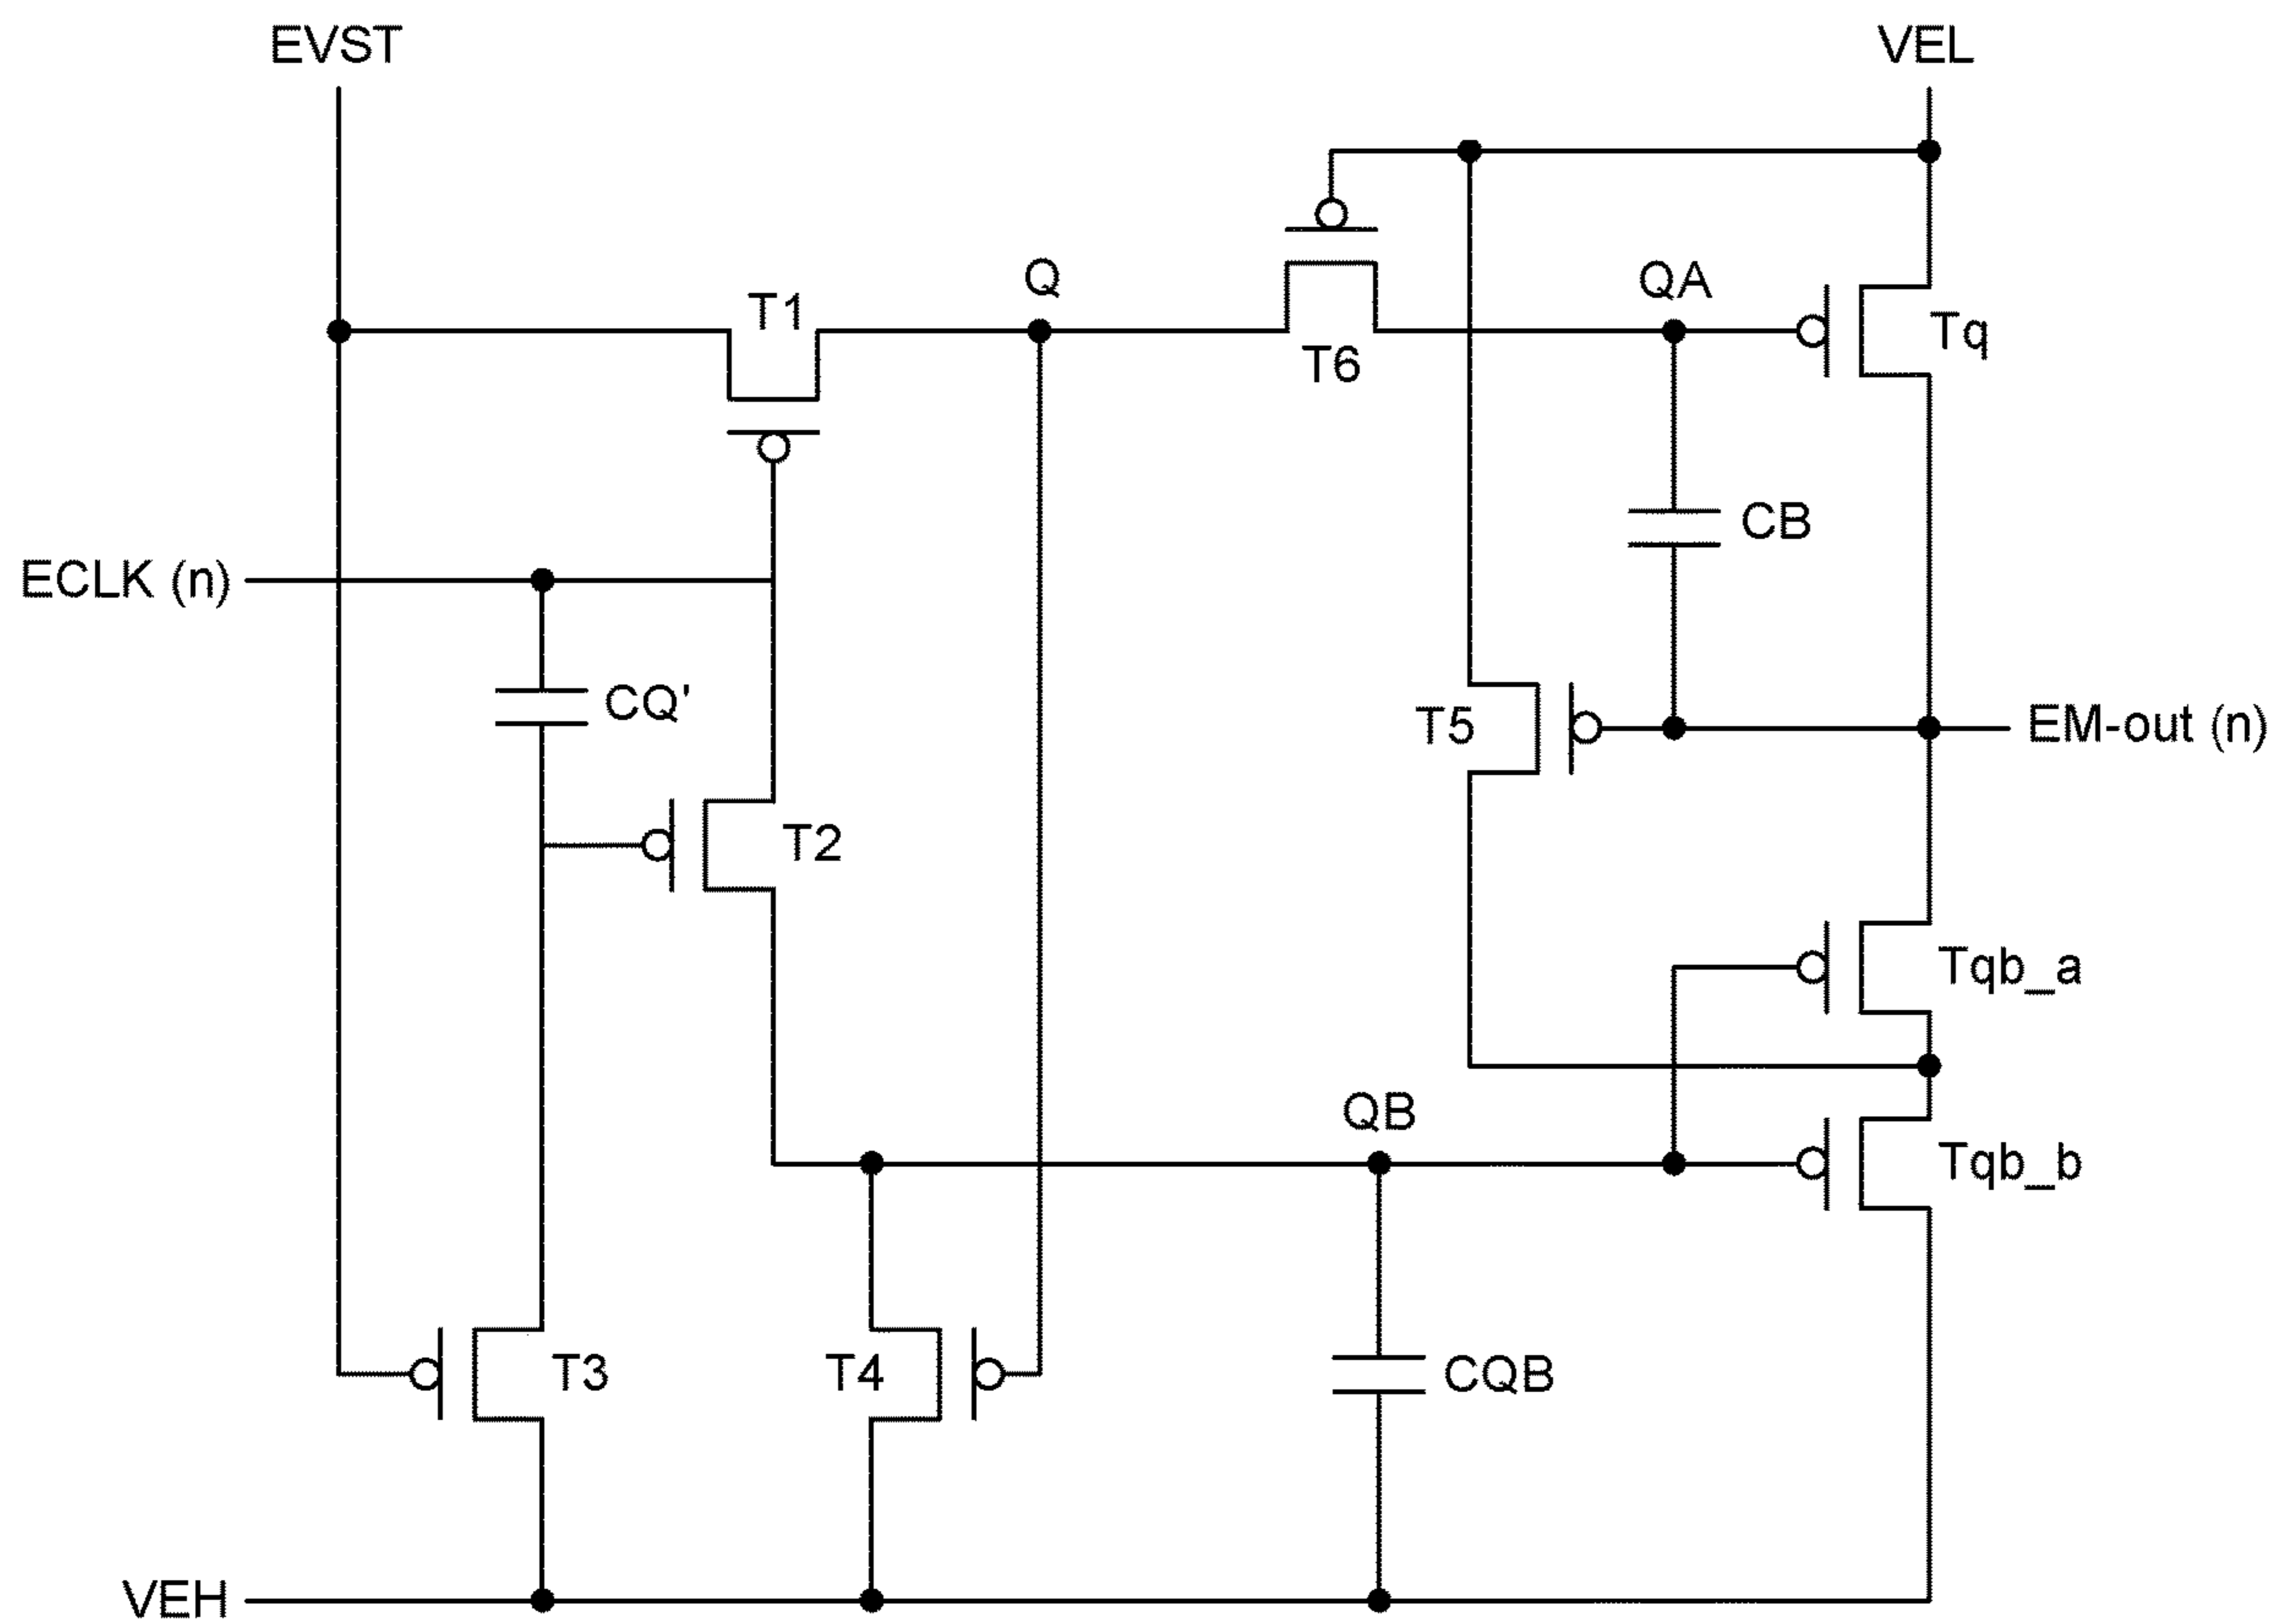 EVST
VEL
Q
QA
T1
Tq
T6
CB
ECLK (n)
CQ'
T5
EM-out (n)
T2
Tqb_a
QB
Tqb_b
T3
T4
CQB
VEH